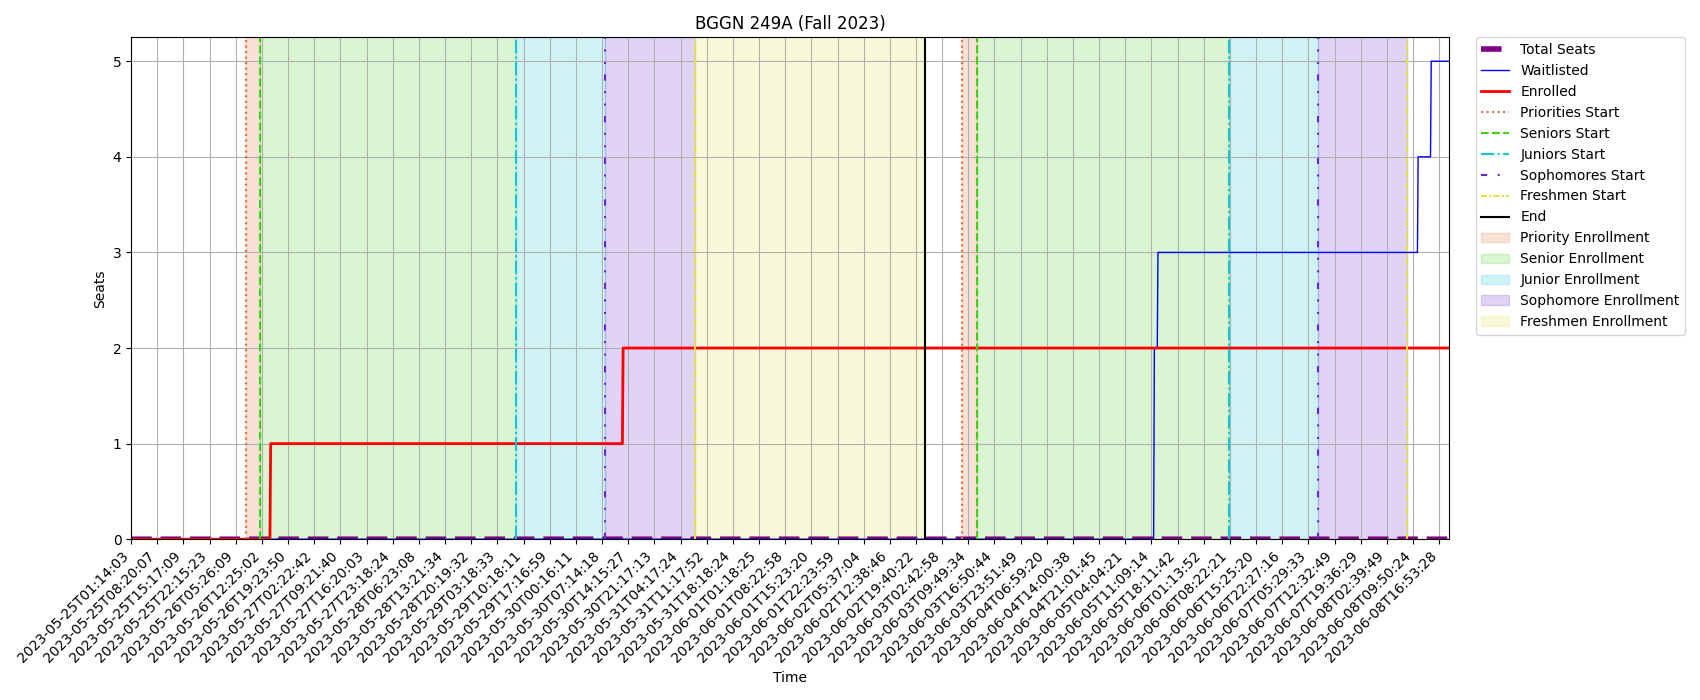 BGGN 249A (Fall 2023)
Seats
5
4
3
2
1
0
2023-05-25T01:14:03
2023-05-25T08:20:07
2023-05-25T15:17:09
2023-05-25T22:15:23
2023-05-26T05:26:09
2023-05-26T12:25:02
2023-05-26T19:23:50
2023-05-27T02:22:42
2023-05-27T09:21:40
2023-05-27T16:20:03
2023-05-27T23:18:24
2023-05-28T06:23:08
2023-05-28T13:21:34
2023-05-28T20:19:32
2023-05-29T03:18:33
2023-05-29T10:18:11
2023-05-29T17:16:59
2023-05-30T00:16:11
2023-05-30T07:14:18
2023-05-30T14:15:27
2023-05-30T21:17:13
2023-05-31T04:17:24
2023-05-31T11:17:52
2023-05-31T18:18:24
2023-06-01T01:18:25
2023-06-01T08:22:58
2023-06-01T15:23:20
2023-06-01T22:23:59
2023-06-02T05:37:04
2023-06-02T12:38:46
2023-06-02T19:40:22
2023-06-03T02:42:58
2023-06-03T09:49:34
2023-06-03T16:50:44
2023-06-03T23:51:49
2023-06-04T06:59:20
2023-06-04T14:00:38
2023-06-04T21:01:45
2023-06-05T04:04:21
2023-06-05T11:09:14
2023-06-05T18:11:42
2023-06-06T01:13:52
2023-06-06T08:22:21
2023-06-06T15:25:20
2023-06-06T22:27:16
2023-06-07T05:29:33
2023-06-07T12:32:49
2023-06-07T19:36:29
2023-06-08T02:39:49
2023-06-08T09:50:24
2023-06-08T16:53:28
Time
Total Seats
Waitlisted
Enrolled
Priorities Start
Seniors Start
Juniors Start
Sophomores Start
Freshmen Start
End
Priority Enrollment
Senior Enrollment
Junior Enrollment
Sophomore Enrollment
Freshmen Enrollment